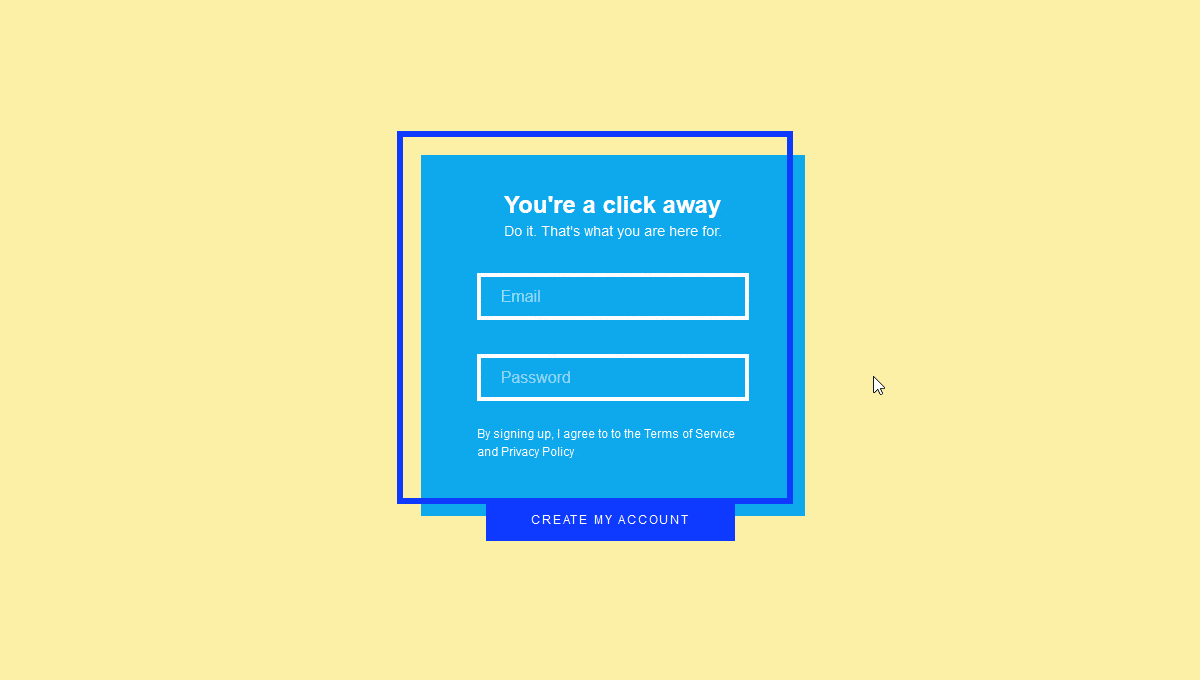 You're a click away
Do it. That's what you are here for.
Email
Password
By signing up, I agree to to the Terms of Service
and Privacy Policy
CREATE MY ACCOUNT